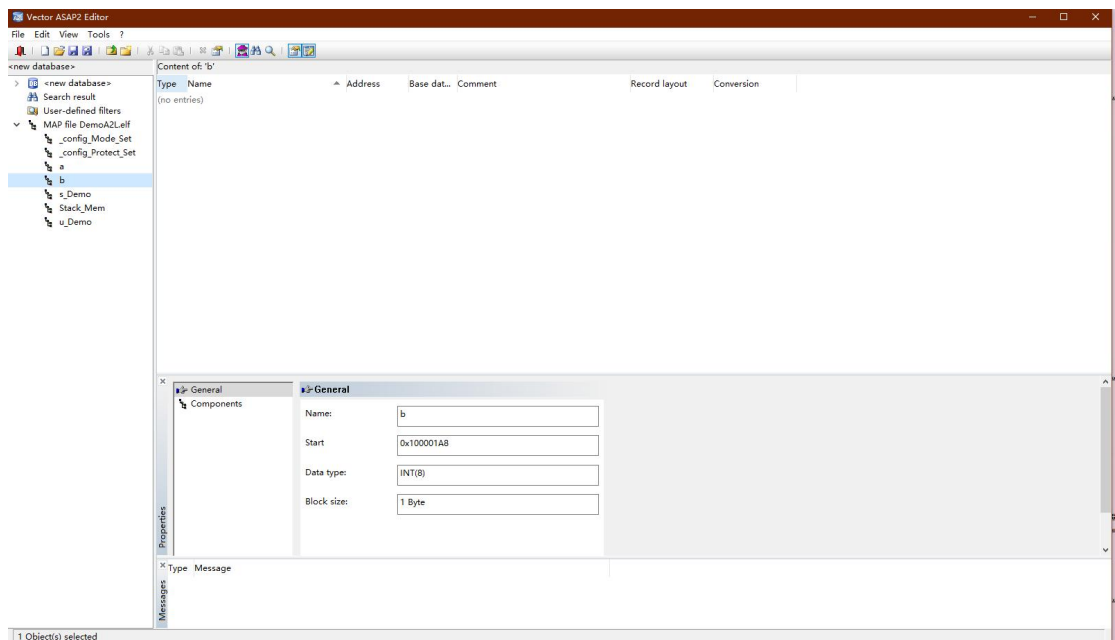 Vector ASAP2 Editor
File Edit View Tools ?
<new database>
Content of: 'b'
<new database>
Search result
User-defined filters
MAP file DemoA2L.elf
_config_Mode_Set
_config_Protect_Set
a
b
s_Demo
Stack_Mem
u_Demo
Type Name Address Base dat... Comment Record layout Conversion
(no entries)
General
Components
General
Name: b
Start 0x100001A8
Data type: INT(8)
Block size: 1 Byte
Properties
Type Message
Messages
1 Object(s) selected